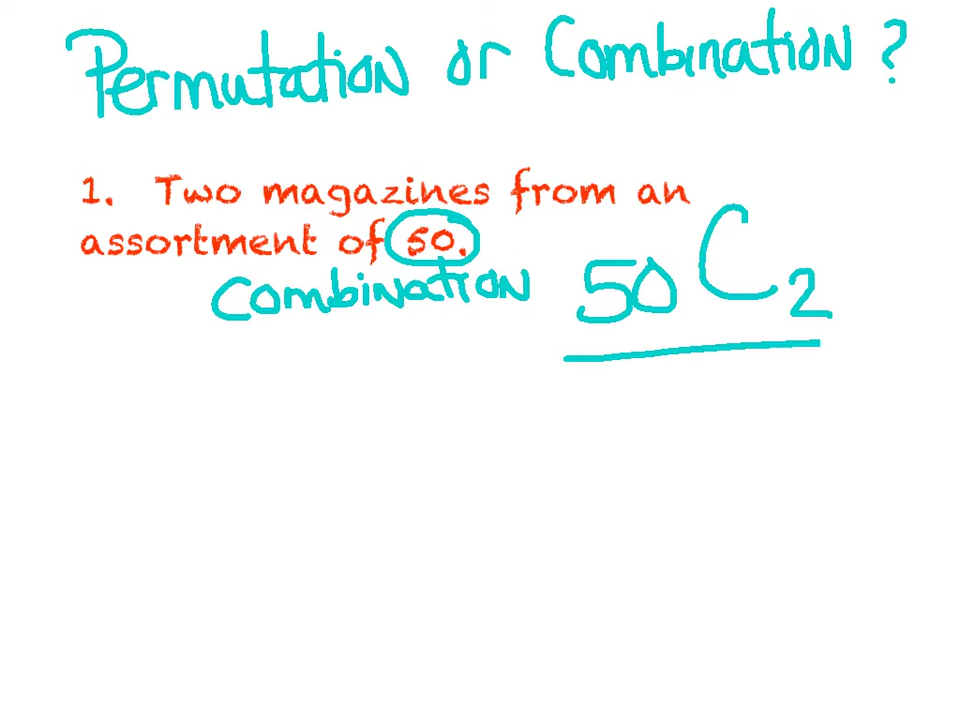 Permutation or Combination?
1. Two magazines from an
assortment of 50.
Combination 50C2